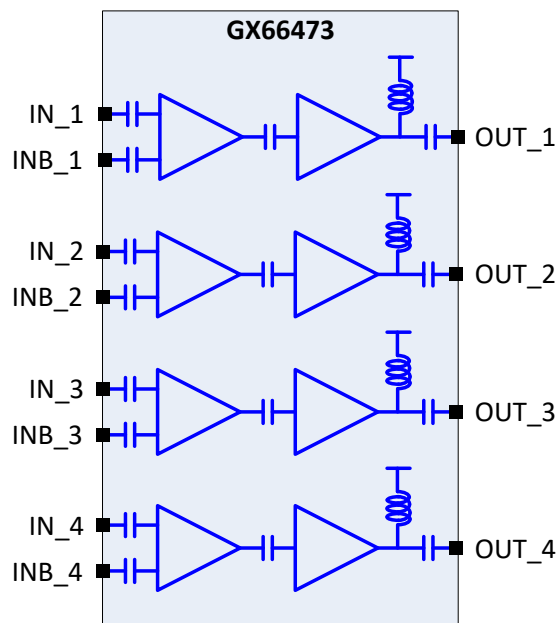 GX66473
IN_1
OUT_1
INB_1
IN_2
OUT_2
INB_2
IN_3
OUT_3
INB_3
IN_4
OUT_4
INB_4